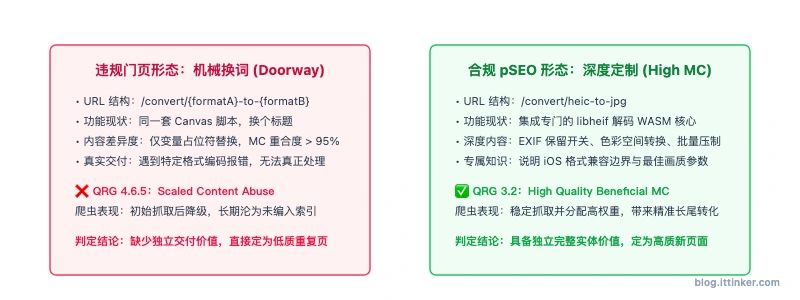 违规门页形态：机械换词 (Doorway)
• URL 结构：/convert/{formatA}-to-{formatB}
• 功能现状：同一套 Canvas 脚本，换个标题
• 内容差异度：仅变量占位符替换，MC 重合度 > 95%
• 真实交付：遇到特定格式编码报错，无法真正处理
❌ QRG 4.6.5：Scaled Content Abuse
爬虫表现：初始抓取后降级，长期沦为未编入索引
判定结论：缺少独立交付价值，直接定为低质重复页
合规 pSEO 形态：深度定制 (High MC)
• URL 结构：/convert/heic-to-jpg
• 功能现状：集成专门的 libheif 解码 WASM 核心
• 深度内容：EXIF 保留开关、色彩空间转换、批量压制
• 专属知识：说明 iOS 格式兼容边界与最佳画质参数
✅ QRG 3.2：High Quality Beneficial MC
爬虫表现：稳定抓取并分配高权重，带来精准长尾转化
判定结论：具备独立完整实体价值，定为高质新页面
blog.ittinker.com